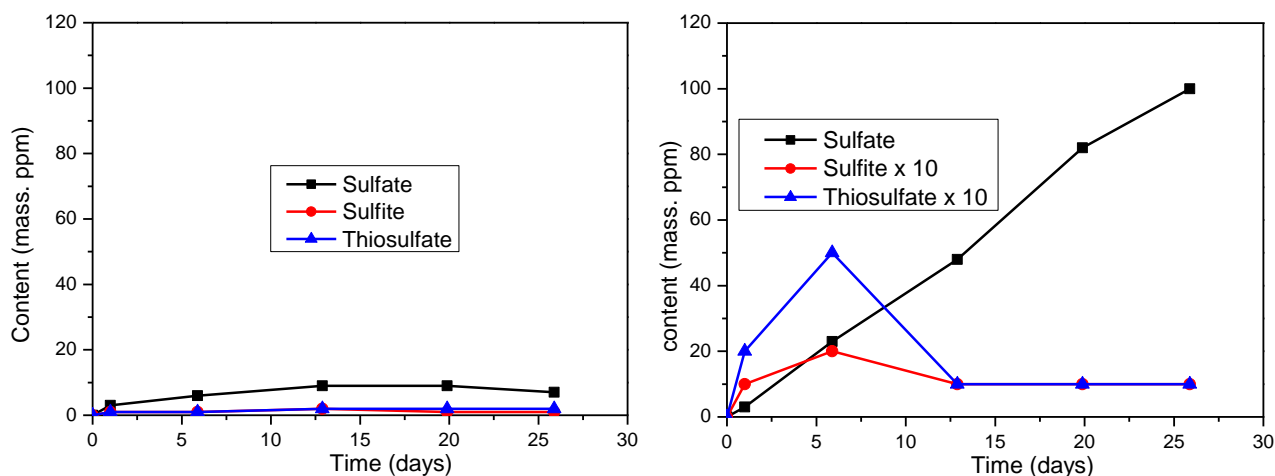 120
100
80
60
40
20
0
Content (mass. ppm)
Sulfate
Sulfite
Thiosulfate
0 5 10 15 20 25 30
Time (days)
120
100
80
60
40
20
0
content (mass. ppm)
Sulfate
Sulfite x 10
Thiosulfate x 10
0 5 10 15 20 25 30
Time (days)